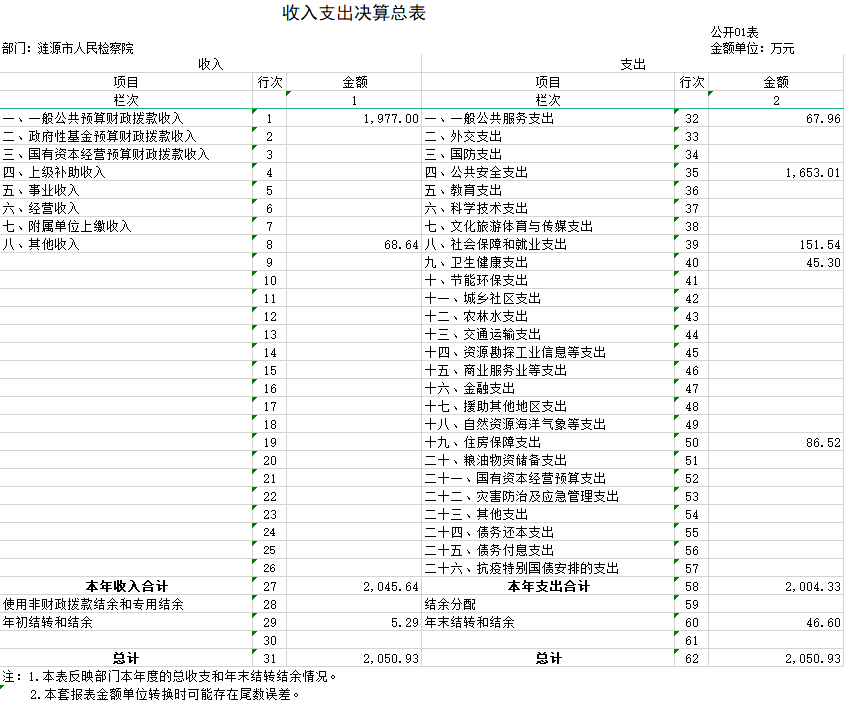 收入支出决算总表
公开01表
部门：涟源市人民检察院 金额单位：万元
收入 支出
项目 行次 金额 项目 行次 金额
栏次 1 栏次 2
一、一般公共预算财政拨款收入 1 1,977.00 一、一般公共服务支出 32 67.96
二、政府性基金预算财政拨款收入 2 二、外交支出 33
三、国有资本经营预算财政拨款收入 3 三、国防支出 34
四、上级补助收入 4 四、公共安全支出 35 1,653.01
五、事业收入 5 五、教育支出 36
六、经营收入 6 六、科学技术支出 37
七、附属单位上缴收入 7 七、文化旅游体育与传媒支出 38
八、其他收入 8 68.64 八、社会保障和就业支出 39 151.54
9 九、卫生健康支出 40 45.30
10 十、节能环保支出 41
11 十一、城乡社区支出 42
12 十二、农林水支出 43
13 十三、交通运输支出 44
14 十四、资源勘探工业信息等支出 45
15 十五、商业服务业等支出 46
16 十六、金融支出 47
17 十七、援助其他地区支出 48
18 十八、自然资源海洋气象等支出 49
19 十九、住房保障支出 50 86.52
20 二十、粮油物资储备支出 51
21 二十一、国有资本经营预算支出 52
22 二十二、灾害防治及应急管理支出 53
23 二十三、其他支出 54
24 二十四、债务还本支出 55
25 二十五、债务付息支出 56
26 二十六、抗疫特别国债安排的支出 57
本年收入合计 27 2,045.64 本年支出合计 58 2,004.33
使用非财政拨款结余和专用结余 28 结余分配 59
年初结转和结余 29 5.29 年末结转和结余 60 46.60
30 61
总计 31 2,050.93 总计 62 2,050.93
注：1.本表反映部门本年度的总收支和年末结转结余情况。
2.本套报表金额单位转换时可能存在尾数误差。